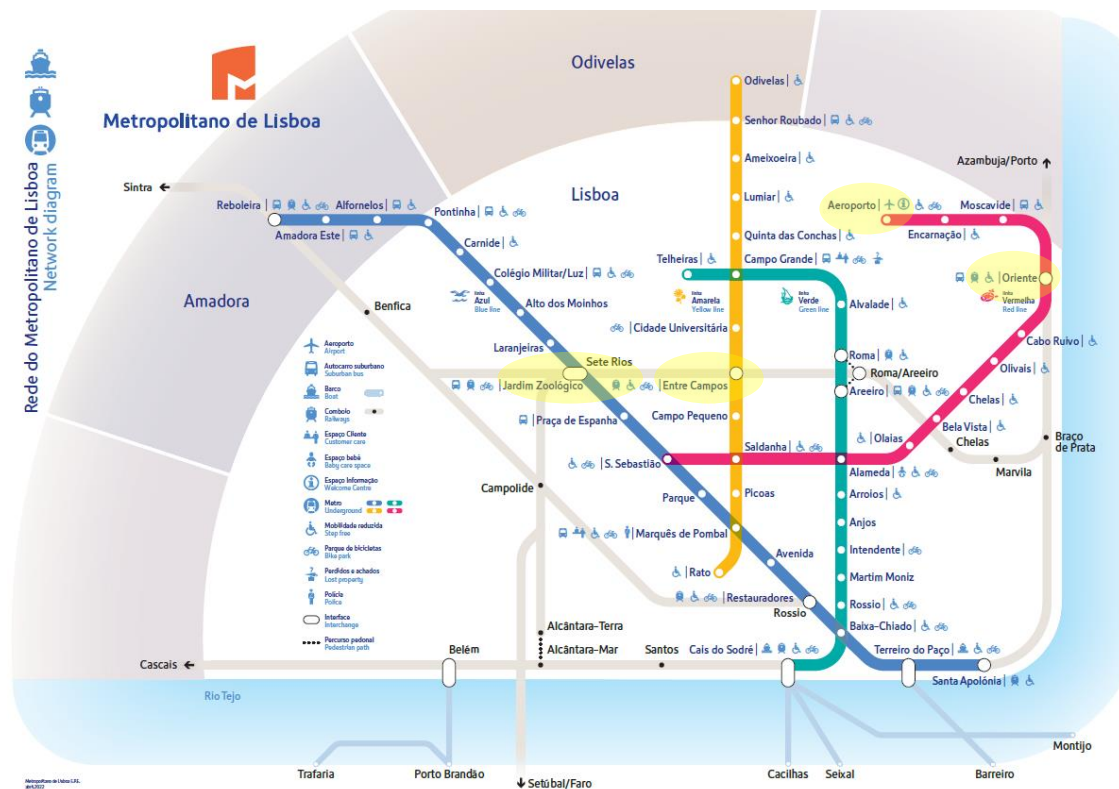 Rede do Metropolitano de Lisboa
Network diagram
Metropolitano de Lisboa
Odivelas
Lisboa
Amadora
Sintra
Azambuja/Porto
Odivelas
Senhor Roubado
Ameixoeira
Lumiar
Quinta das Conchas
Campo Grande
Telheiras
Cidade Universitária
Entre Campos
Campo Pequeno
Saldanha
Picoas
Marquês de Pombal
Rato
Reboleira
Amadora Este
Alfornelos
Pontinha
Carnide
Colégio Militar/Luz
Alto dos Moinhos
Laranjeiras
Sete Rios
Jardim Zoológico
Praça de Espanha
S. Sebastião
Parque
Avenida
Restauradores
Rossio
Baixa-Chiado
Terreiro do Paço
Santa Apolónia
Aeroporto
Encarnação
Moscavide
Oriente
Cabo Ruivo
Olivais
Chelas
Bela Vista
Olaias
Alameda
Alvalade
Roma
Roma/Areeiro
Areeiro
Arroios
Anjos
Intendente
Martim Moniz
Rossio
Cais do Sodré
linha
Azul
Blue line
linha
Amarela
Yellow line
linha
Verde
Green line
linha
Vermelha
Red line
Benfica
Campolide
Chelas
Marvila
Braço
de Prata
Alcântara-Terra
Alcântara-Mar
Santos
Belém
Cascais
Rio Tejo
Trafaria
Porto Brandão
Setúbal/Faro
Cacilhas
Seixal
Barreiro
Montijo
Aeroporto
Airport
Autocarro suburbano
Suburban bus
Barco
Boat
Comboio
Railways
Espaço Cliente
Customer care
Espaço bebé
Baby care space
Espaço Informação
Welcome Centre
Metro
Underground
Mobilidade reduzida
Step free
Parque de bicicletas
Bike park
Perdidos e achados
Lost property
Polícia
Police
Interface
Interchange
Percurso pedonal
Pedestrian path
Metropolitano de Lisboa E.P.E.
abril.2022